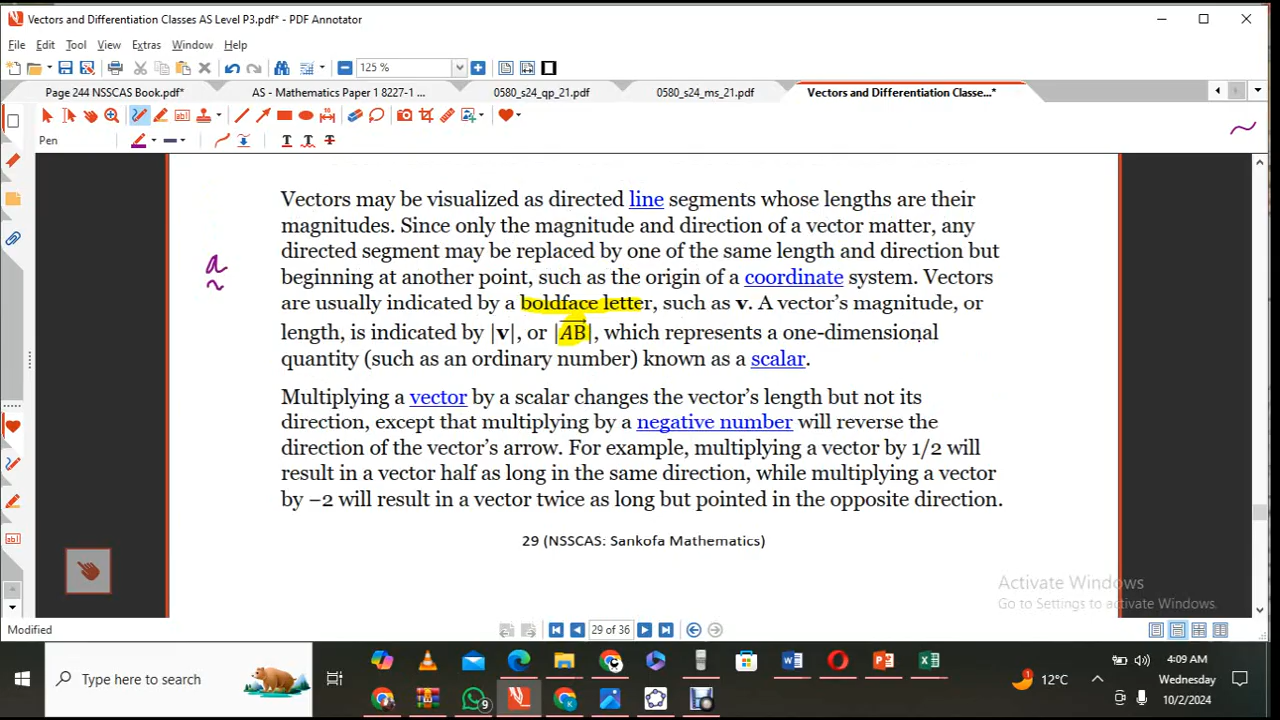 Vectors and Differentiation Classes AS Level P3.pdf* - PDF Annotator
File Edit Tool View Extras Window Help
125 %
Page 244 NSSCAS Book.pdf* AS - Mathematics Paper 1 8227-1 ... 0580_s24_qp_21.pdf 0580_s24_ms_21.pdf Vectors and Differentiation Classe...*
Pen
Vectors may be visualized as directed line segments whose lengths are their
magnitudes. Since only the magnitude and direction of a vector matter, any
directed segment may be replaced by one of the same length and direction but
a
~
beginning at another point, such as the origin of a coordinate system. Vectors
are usually indicated by a boldface letter, such as v. A vector’s magnitude, or
length, is indicated by |v|, or |A͞B⃗|, which represents a one-dimensional
quantity (such as an ordinary number) known as a scalar.
Multiplying a vector by a scalar changes the vector’s length but not its
direction, except that multiplying by a negative number will reverse the
direction of the vector’s arrow. For example, multiplying a vector by 1/2 will
result in a vector half as long in the same direction, while multiplying a vector
by −2 will result in a vector twice as long but pointed in the opposite direction.
29 (NSSCAS: Sankofa Mathematics)
Activate Windows
Go to Settings to activate Windows.
Modified
29 of 36
Type here to search
9
12°C
4:09 AM
Wednesday
10/2/2024